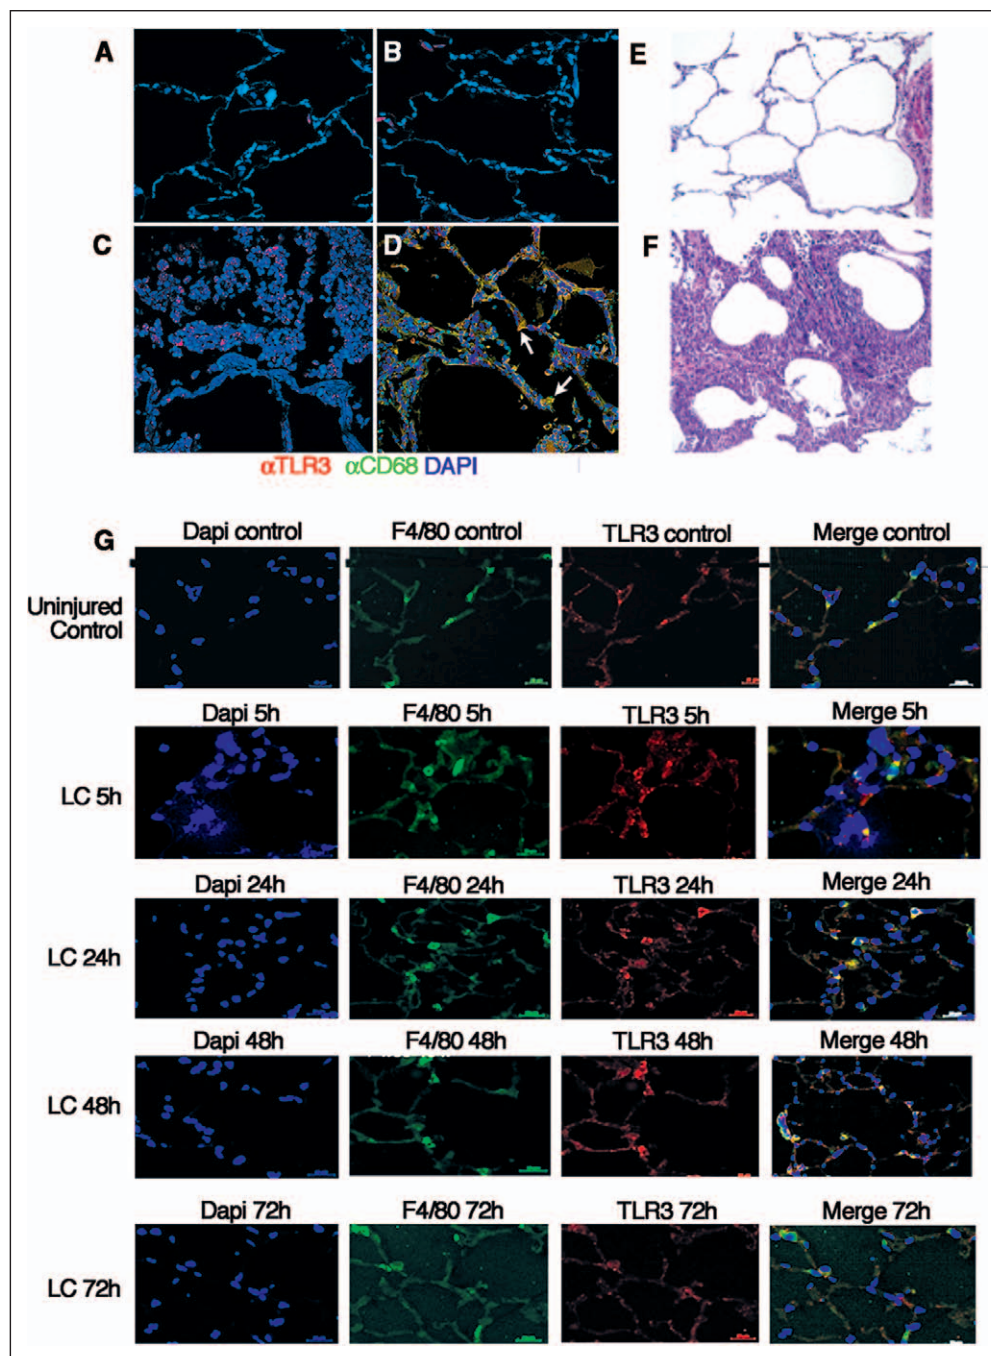 A
B
E
C
D
F
αTLR3 αCD68 DAPI
G
Dapi control F4/80 control TLR3 control Merge control
Uninjured
Control
Dapi 5h F4/80 5h TLR3 5h Merge 5h
LC 5h
Dapi 24h F4/80 24h TLR3 24h Merge 24h
LC 24h
Dapi 48h F4/80 48h TLR3 48h Merge 48h
LC 48h
Dapi 72h F4/80 72h TLR3 72h Merge 72h
LC 72h